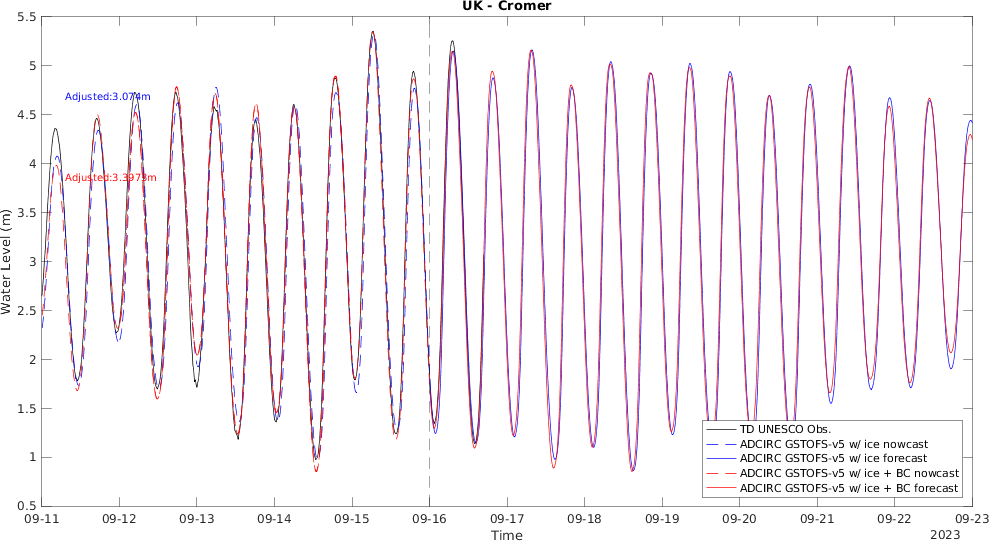 UK - Cromer
5.5
5
4.5
4
3.5
3
2.5
2
1.5
1
0.5
Water Level (m)
Adjusted:3.074m
Adjusted:3.3973m
TD UNESCO Obs.
ADCIRC GSTOFS-v5 w/ ice nowcast
ADCIRC GSTOFS-v5 w/ ice forecast
ADCIRC GSTOFS-v5 w/ ice + BC nowcast
ADCIRC GSTOFS-v5 w/ ice + BC forecast
09-11 09-12 09-13 09-14 09-15 09-16 09-17 09-18 09-19 09-20 09-21 09-22 09-23
Time
2023